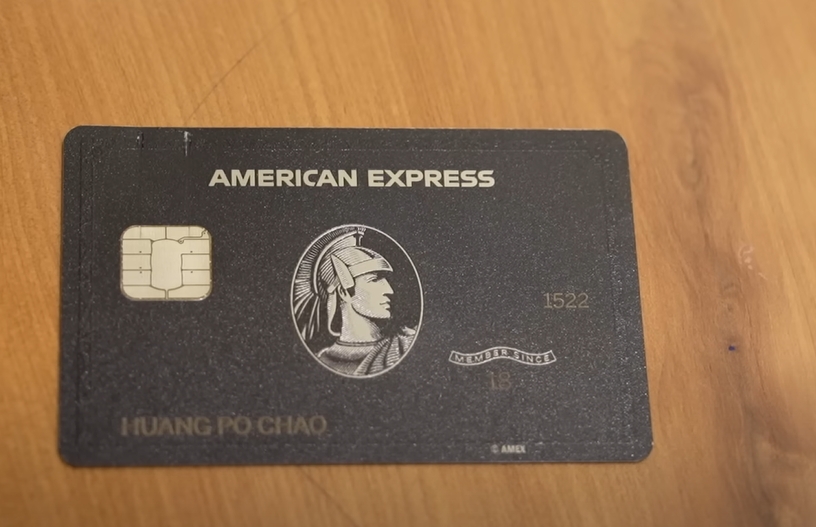 AMERICAN EXPRESS
1522
MEMBER SINCE
18
HUANG PO CHAO
© AMEX